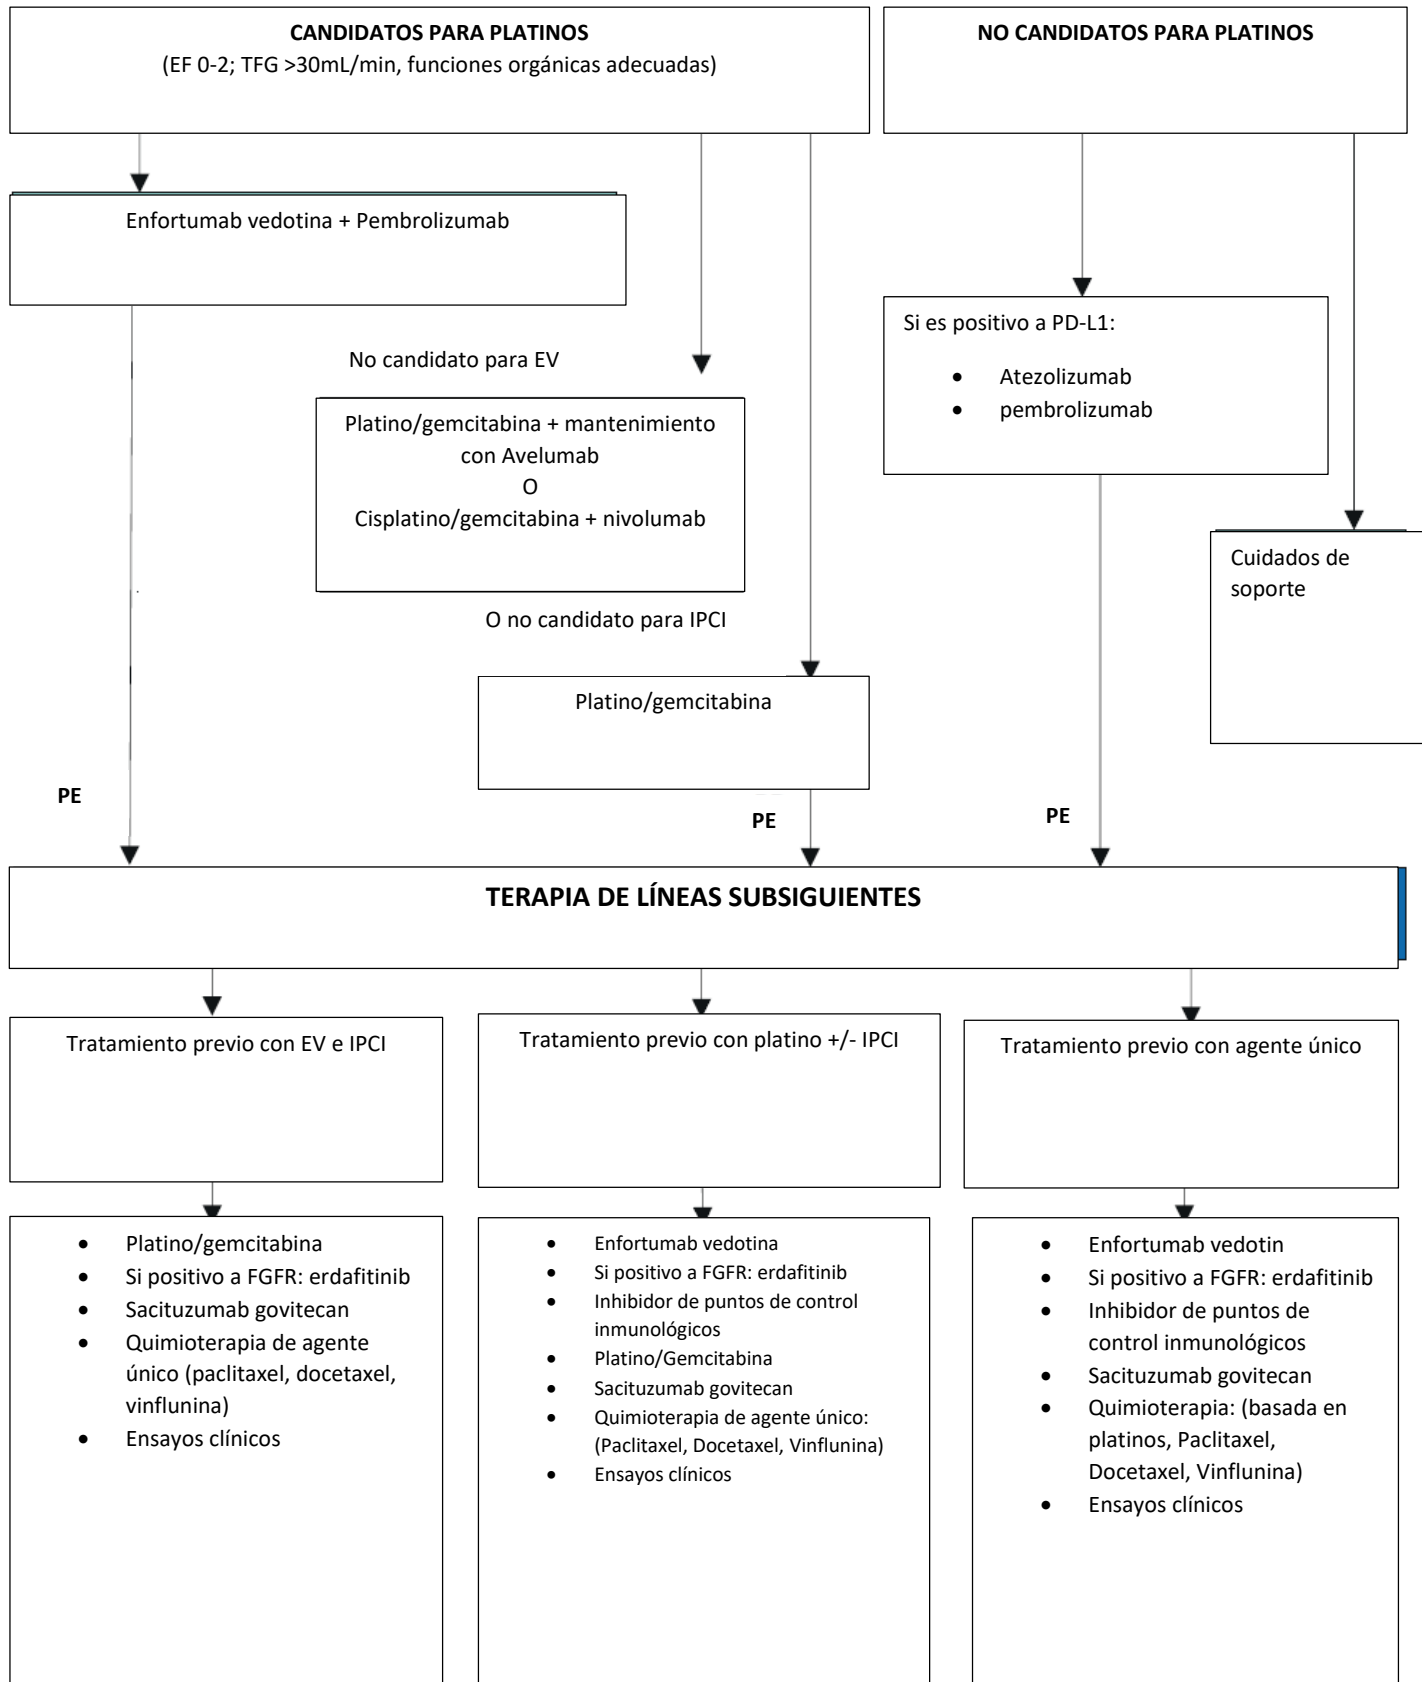 CANDIDATOS PARA PLATINOS
(EF 0-2; TFG >30mL/min, funciones orgánicas adecuadas)
NO CANDIDATOS PARA PLATINOS
Enfortumab vedotina + Pembrolizumab
No candidato para EV
Platino/gemcitabina + mantenimiento
con Avelumab
O
Cisplatino/gemcitabina + nivolumab
O no candidato para IPCI
Platino/gemcitabina
Si es positivo a PD-L1:
• Atezolizumab
• pembrolizumab
Cuidados de
soporte
PE
PE
PE
TERAPIA DE LÍNEAS SUBSIGUIENTES
Tratamiento previo con EV e IPCI
Tratamiento previo con platino +/- IPCI
Tratamiento previo con agente único
• Platino/gemcitabina
• Si positivo a FGFR: erdafitinib
• Sacituzumab govitecan
• Quimioterapia de agente
único (paclitaxel, docetaxel,
vinflunina)
• Ensayos clínicos
• Enfortumab vedotina
• Si positivo a FGFR: erdafitinib
• Inhibidor de puntos de control
inmunológicos
• Platino/Gemcitabina
• Sacituzumab govitecan
• Quimioterapia de agente único:
(Paclitaxel, Docetaxel, Vinflunina)
• Ensayos clínicos
• Enfortumab vedotin
• Si positivo a FGFR: erdafitinib
• Inhibidor de puntos de
control inmunológicos
• Sacituzumab govitecan
• Quimioterapia: (basada en
platinos, Paclitaxel,
Docetaxel, Vinflunina)
• Ensayos clínicos